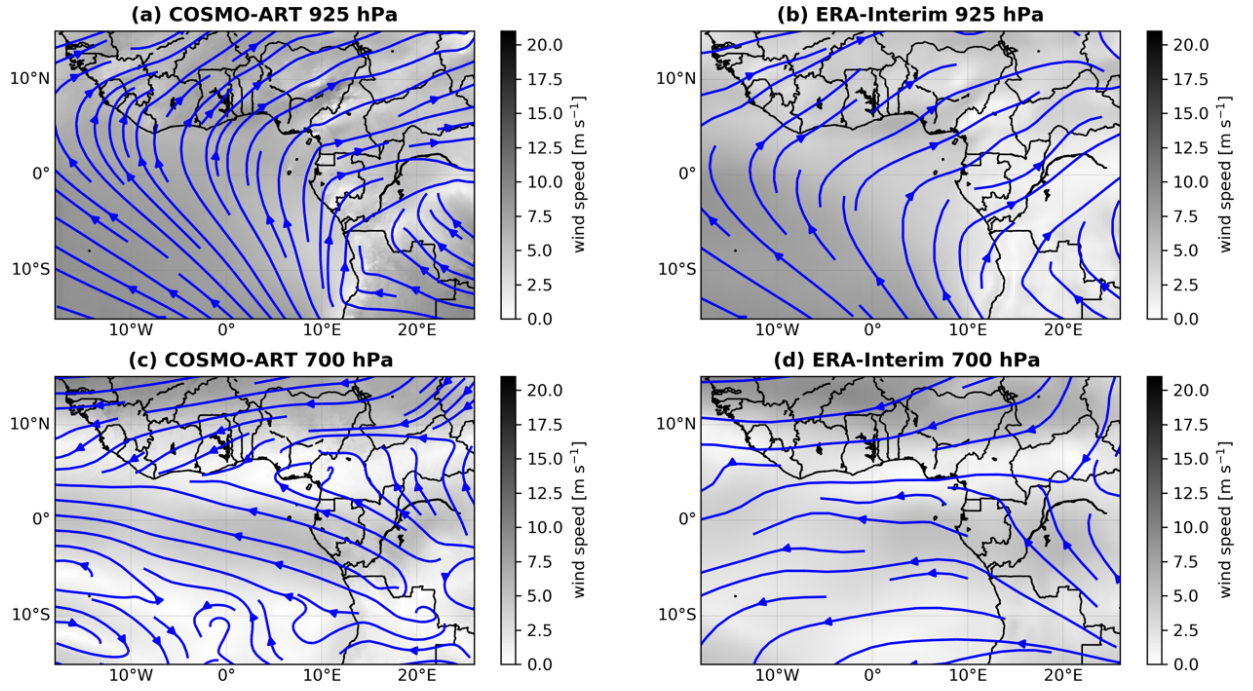 (a) COSMO-ART 925 hPa
10°N
0°
10°S
10°W 0° 10°E 20°E
20.0
17.5
15.0
12.5
10.0
7.5
5.0
2.5
0.0
wind speed [m s⁻¹]
(b) ERA-Interim 925 hPa
10°N
0°
10°S
10°W 0° 10°E 20°E
20.0
17.5
15.0
12.5
10.0
7.5
5.0
2.5
0.0
wind speed [m s⁻¹]
(c) COSMO-ART 700 hPa
10°N
0°
10°S
10°W 0° 10°E 20°E
20.0
17.5
15.0
12.5
10.0
7.5
5.0
2.5
0.0
wind speed [m s⁻¹]
(d) ERA-Interim 700 hPa
10°N
0°
10°S
10°W 0° 10°E 20°E
20.0
17.5
15.0
12.5
10.0
7.5
5.0
2.5
0.0
wind speed [m s⁻¹]